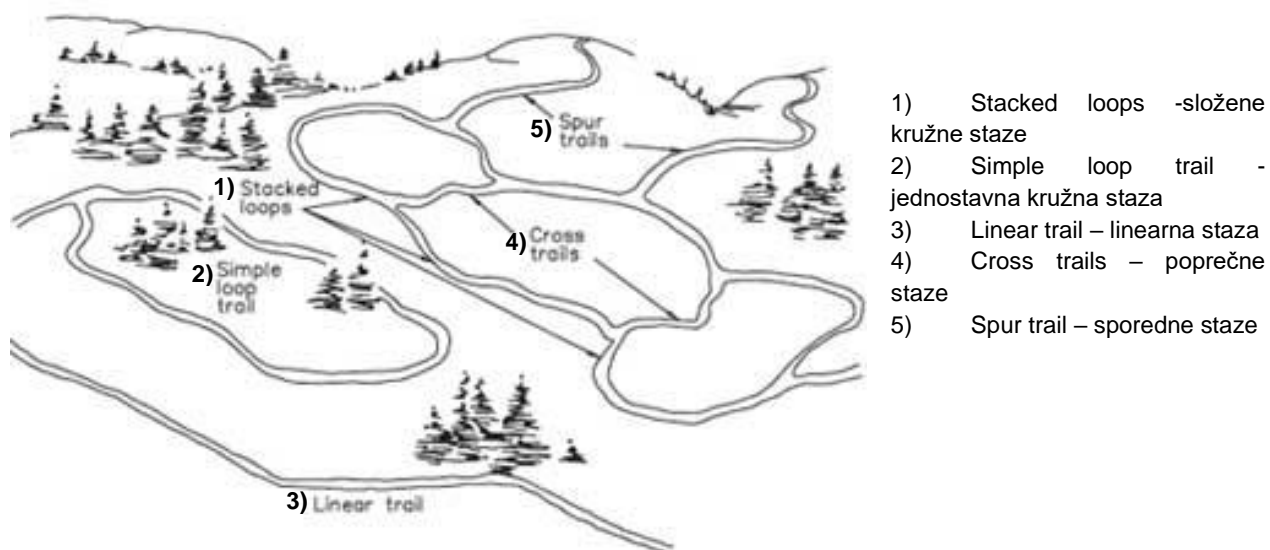 5) Spur
trails
1) Stacked
loops
4) Cross
trails
2) Simple
loop
trail
3) Linear trail
1) Stacked loops -složene
kružne staze
2) Simple loop trail -
jednostavna kružna staza
3) Linear trail – linearna staza
4) Cross trails – poprečne
staze
5) Spur trail – sporedne staze